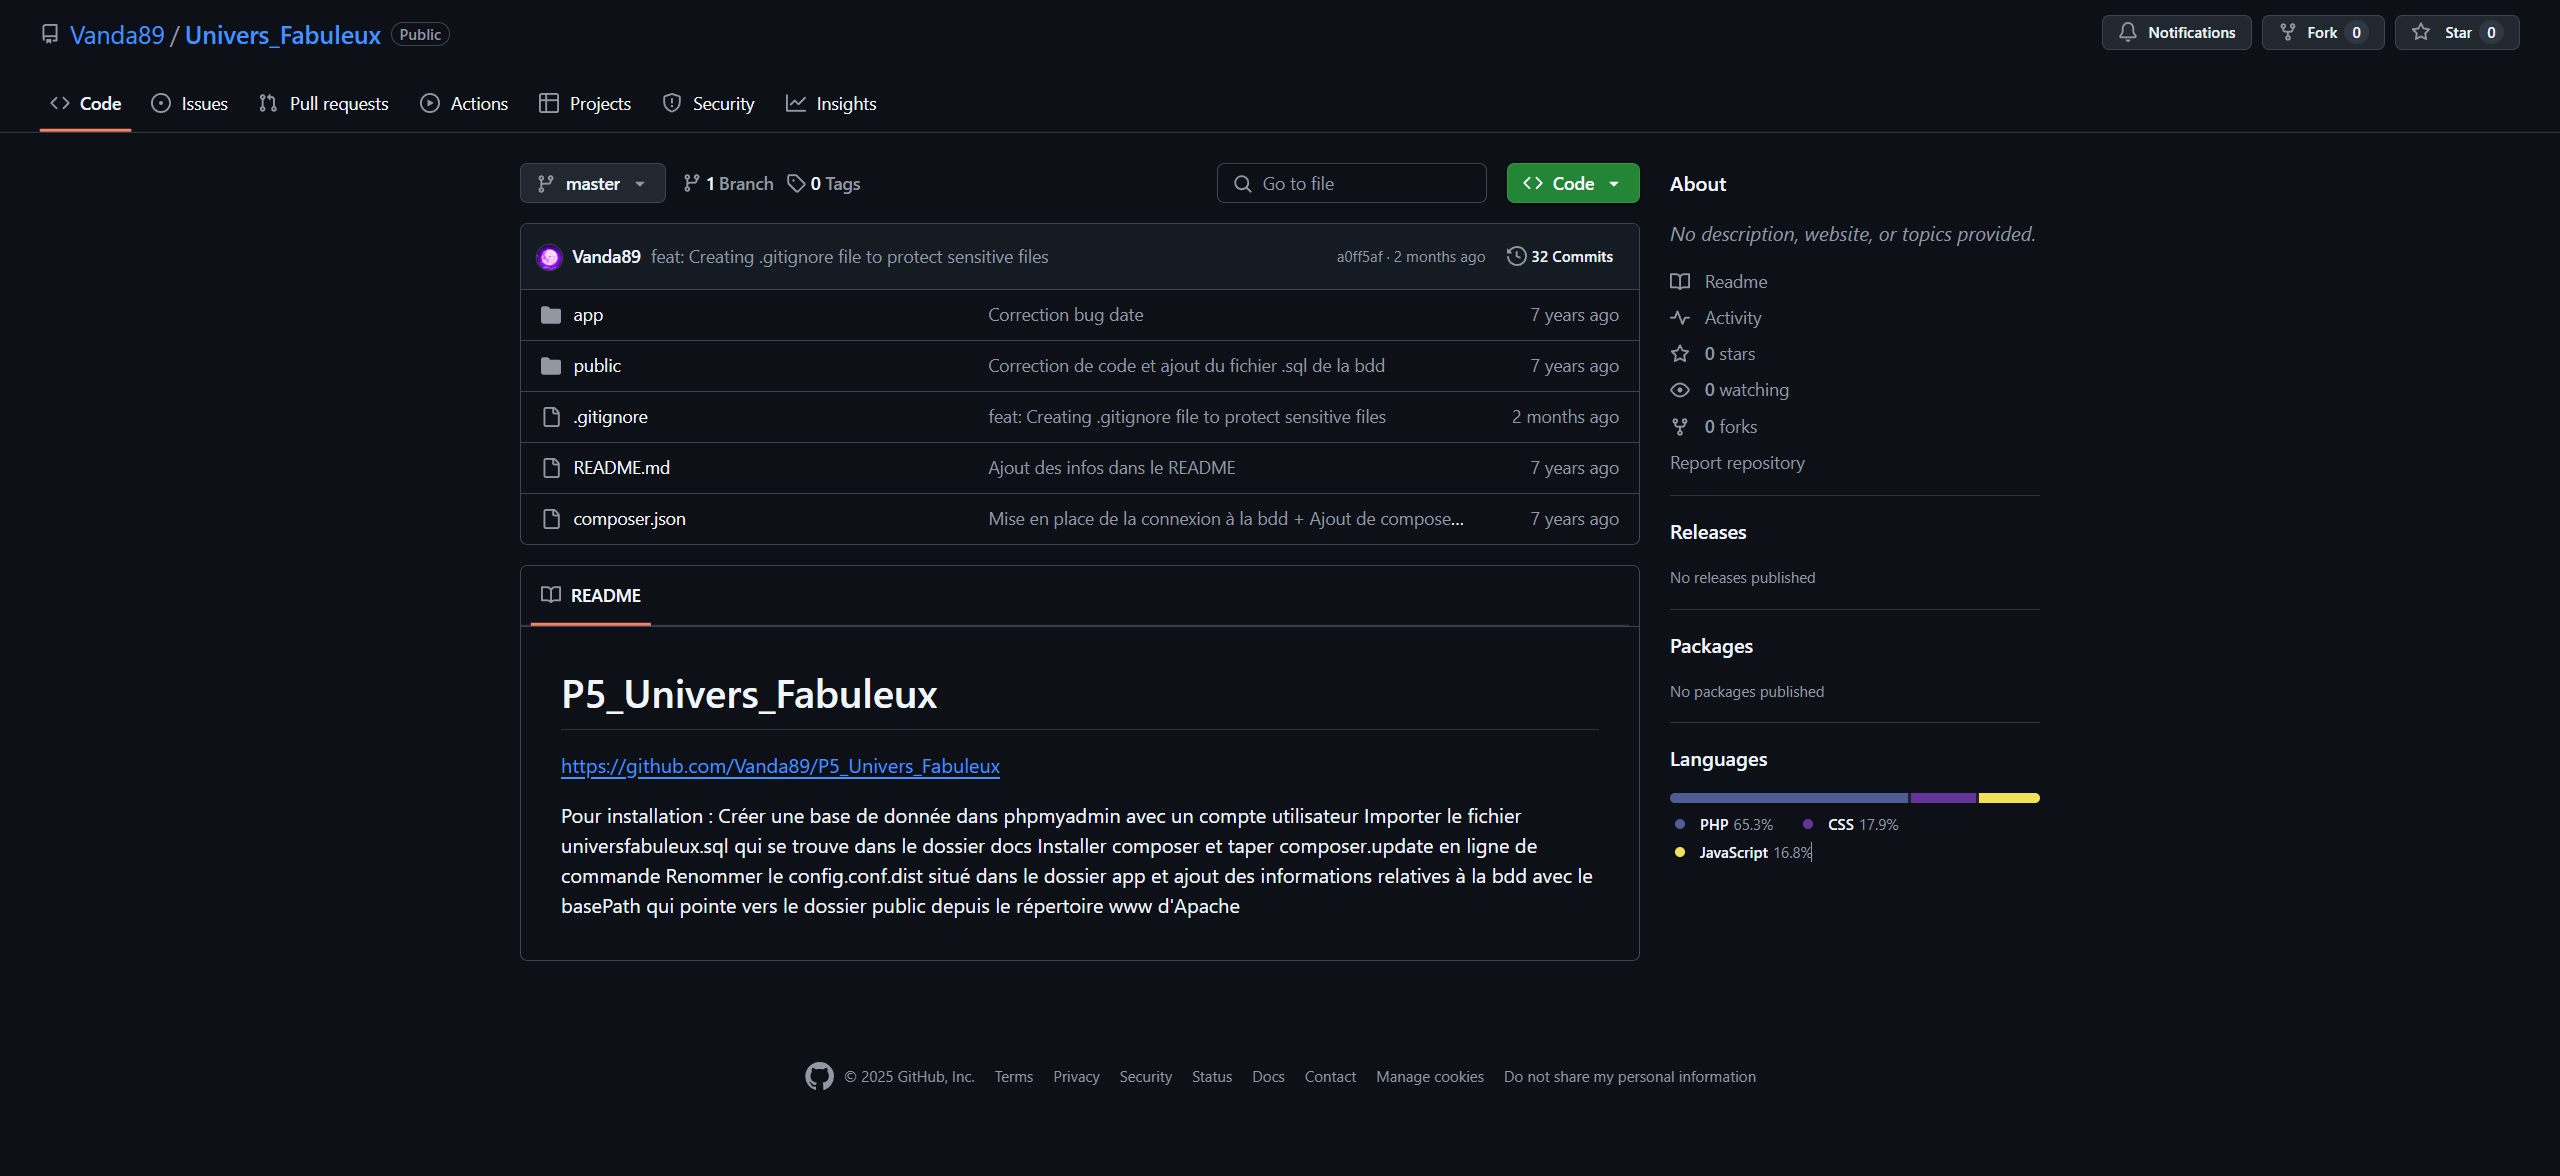 Vanda89 / Univers_Fabuleux Public
Notifications Fork 0 Star 0
Code Issues Pull requests Actions Projects Security Insights
master 1 Branch 0 Tags Go to file Code
Vanda89 feat: Creating .gitignore file to protect sensitive files a0ff5af · 2 months ago 32 Commits
app Correction bug date 7 years ago
public Correction de code et ajout du fichier .sql de la bdd 7 years ago
.gitignore feat: Creating .gitignore file to protect sensitive files 2 months ago
README.md Ajout des infos dans le README 7 years ago
composer.json Mise en place de la connexion à la bdd + Ajout de compose... 7 years ago
README
P5_Univers_Fabuleux
https://github.com/Vanda89/P5_Univers_Fabuleux
Pour installation : Créer une base de donnée dans phpmyadmin avec un compte utilisateur Importer le fichier
universfabuleux.sql qui se trouve dans le dossier docs Installer composer et taper composer.update en ligne de
commande Renommer le config.conf.dist situé dans le dossier app et ajout des informations relatives à la bdd avec le
basePath qui pointe vers le dossier public depuis le répertoire www d'Apache
About
No description, website, or topics provided.
Readme
Activity
0 stars
0 watching
0 forks
Report repository
Releases
No releases published
Packages
No packages published
Languages
PHP 65.3% CSS 17.9%
JavaScript 16.8%
© 2025 GitHub, Inc. Terms Privacy Security Status Docs Contact Manage cookies Do not share my personal information